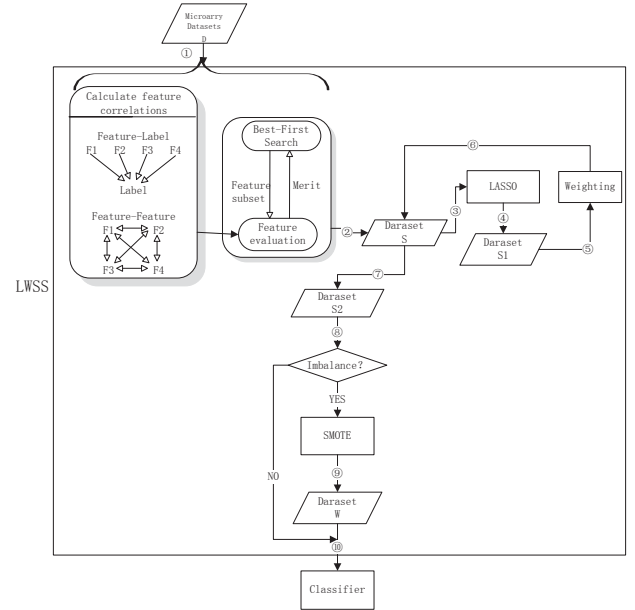 Microarry
Datasets
D
①
Calculate feature
correlations
Feature-Label
F1 F2 F3 F4
Label
Feature-Feature
F1 F2
F3 F4
Best-First
Search
Feature
subset
Merit
Feature
evaluation
②
Daraset
S
③
LASSO
④
Daraset
S1
⑤
Weighting
⑥
⑦
Daraset
S2
⑧
Imbalance?
YES
SMOTE
⑨
NO
Daraset
W
⑩
LWSS
Classifier